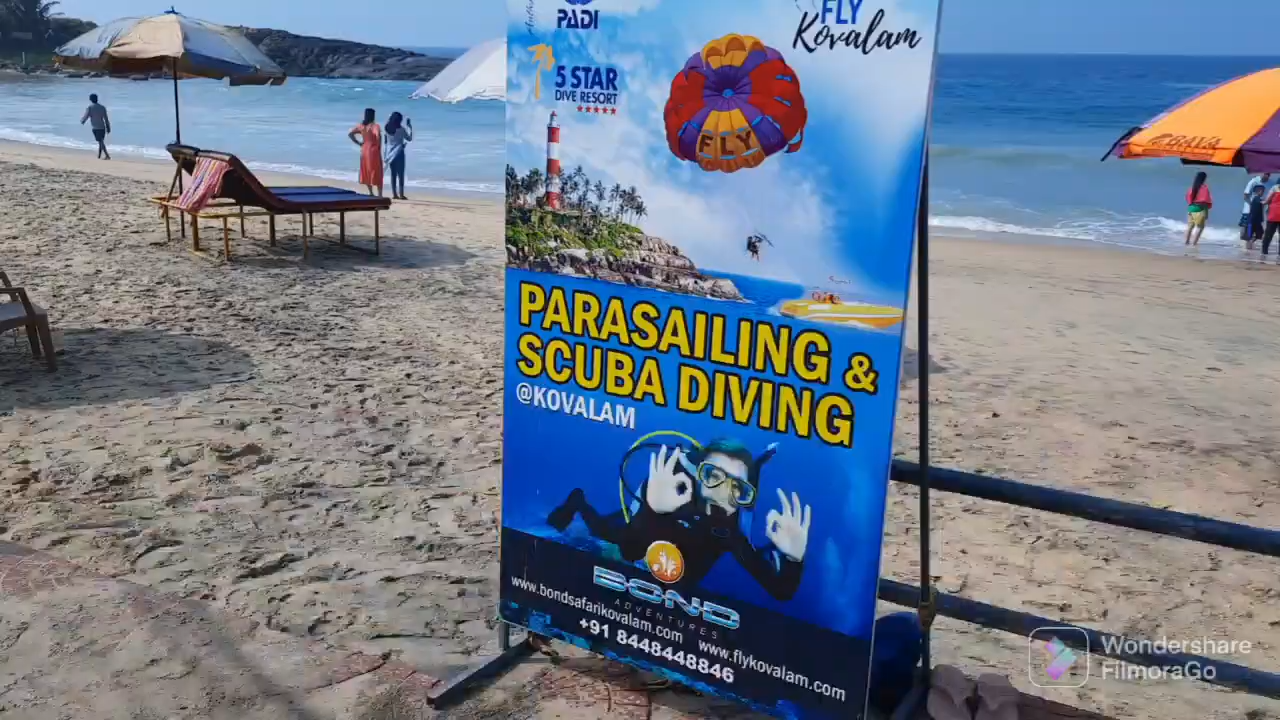 PADI
FLY
Kovalam
5 STAR
DIVE RESORT
FLY
PARASAILING &
SCUBA DIVING
@KOVALAM
BOND
ADVENTURES
www.bondsafarikovalam.com
www.flykovalam.com
+91 8448448846
Wondershare
FilmoraGo